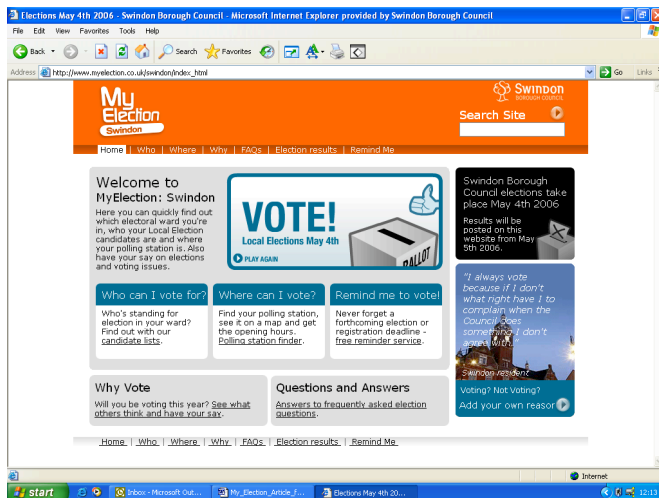 Elections May 4th 2006 - Swindon Borough Council - Microsoft Internet Explorer provided by Swindon Borough Council
File Edit View Favorites Tools Help
Back Search Favorites
Address http://www.myelection.co.uk/swindon/index_html Go Links
My
Election
Swindon
SWINDON
BOROUGH COUNCIL
Search Site
Home | Who | Where | Why | FAQs | Election results | Remind Me
Welcome to
MyElection: Swindon
Here you can quickly find out
which electoral ward you're
in, who your Local Election
candidates are and where
your polling station is. Also
have your say on elections
and voting issues.
VOTE!
Local Elections May 4th
PLAY AGAIN
BALLOT
Swindon Borough
Council elections take
place May 4th 2006
Results will be
posted on this
website from May
5th 2006.
Who can I vote for?
Who's standing for
election in your ward?
Find out with our
candidate lists.
Where can I vote?
Find your polling station,
see it on a map and get
the opening hours.
Polling station finder.
Remind me to vote!
Never forget a
forthcoming election or
registration deadline -
free reminder service.
"I always vote
because if I don't
what right have I to
complain when the
Council does
something I don't
agree with."
Swindon resident
Voting? Not Voting?
Add your own reason
Why Vote
Will you be voting this year? See what
others think and have your say.
Questions and Answers
Answers to frequently asked election
questions.
Home | Who | Where | Why | FAQs | Election results | Remind Me
Internet
start
Inbox - Microsoft Out...
My_Election_Article_f...
Elections May 4th 20...
12:13